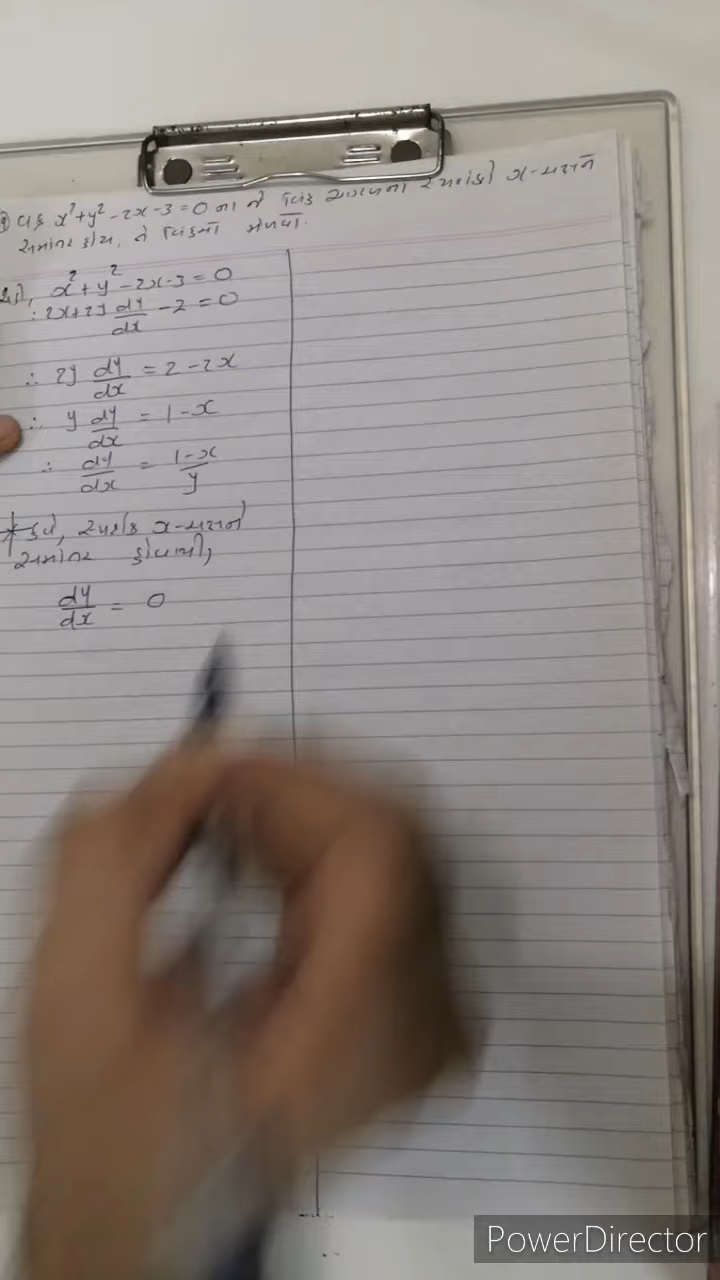 વક્ર x² + y² - 2x - 3 = 0 ના જે બિંદુ આગળના સ્પર્શકો x-અક્ષને
સમાંતર હોય, તે બિંદુઓ મેળવો.
x² + y² - 2x - 3 = 0
∴ 2x + 2y dy/dx - 2 = 0
∴ 2y dy/dx = 2 - 2x
∴ y dy/dx = 1 - x
∴ dy/dx = (1-x)/y
* હવે, સ્પર્શક x-અક્ષને
સમાંતર હોવાથી,
dy/dx = 0
PowerDirector